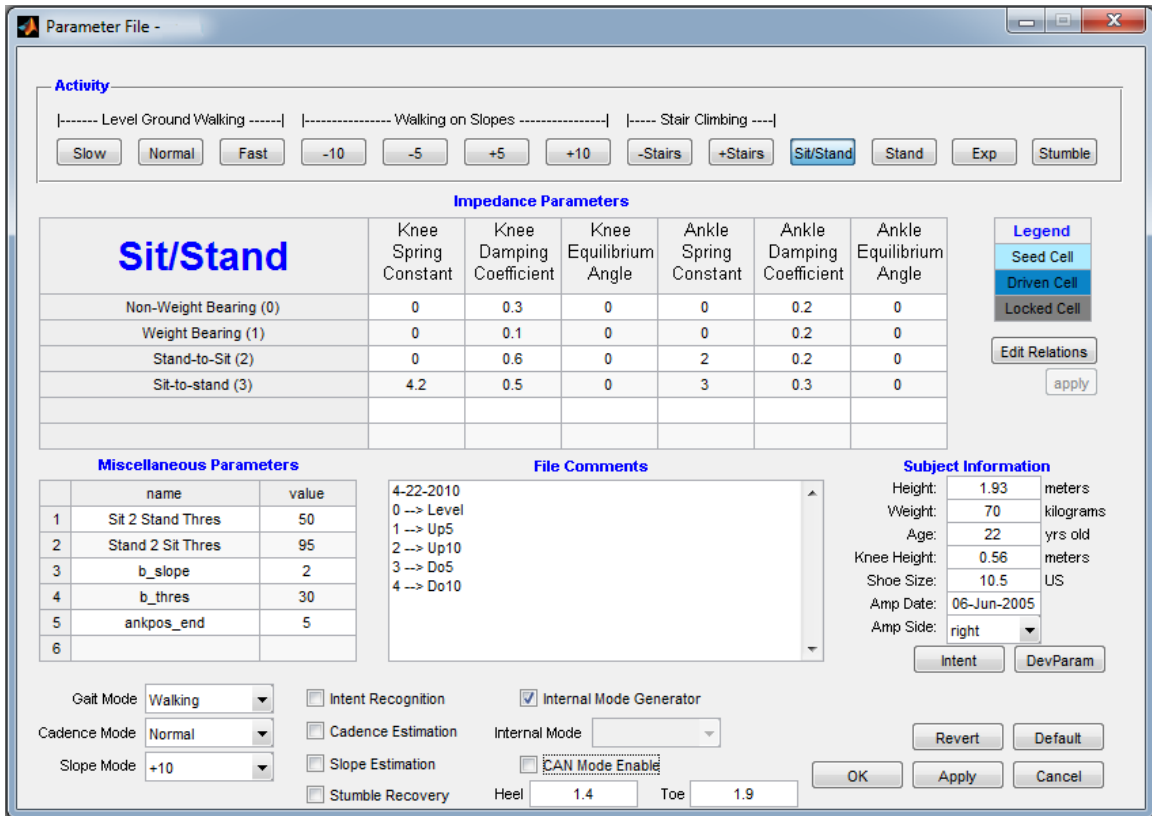 Parameter File -
Activity
|------- Level Ground Walking ------| |---------------- Walking on Slopes ----------------| |----- Stair Climbing ----|
Slow Normal Fast -10 -5 +5 +10 -Stairs +Stairs Sit/Stand Stand Exp Stumble
Impedance Parameters
Sit/Stand
Knee Spring Constant
Knee Damping Coefficient
Knee Equilibrium Angle
Ankle Spring Constant
Ankle Damping Coefficient
Ankle Equilibrium Angle
Non-Weight Bearing (0) 0 0.3 0 0 0.2 0
Weight Bearing (1) 0 0.1 0 0 0.2 0
Stand-to-Sit (2) 0 0.6 0 2 0.2 0
Sit-to-stand (3) 4.2 0.5 0 3 0.3 0
Legend
Seed Cell
Driven Cell
Locked Cell
Edit Relations
apply
Miscellaneous Parameters
name value
1 Sit 2 Stand Thres 50
2 Stand 2 Sit Thres 95
3 b_slope 2
4 b_thres 30
5 ankpos_end 5
6
File Comments
4-22-2010
0 --> Level
1 --> Up5
2 --> Up10
3 --> Do5
4 --> Do10
Subject Information
Height: 1.93 meters
Weight: 70 kilograms
Age: 22 yrs old
Knee Height: 0.56 meters
Shoe Size: 10.5 US
Amp Date: 06-Jun-2005
Amp Side: right
Intent DevParam
Gait Mode Walking
Cadence Mode Normal
Slope Mode +10
Intent Recognition
Cadence Estimation
Slope Estimation
Stumble Recovery
Internal Mode Generator
Internal Mode
CAN Mode Enable
Heel 1.4 Toe 1.9
Revert Default
OK Apply Cancel